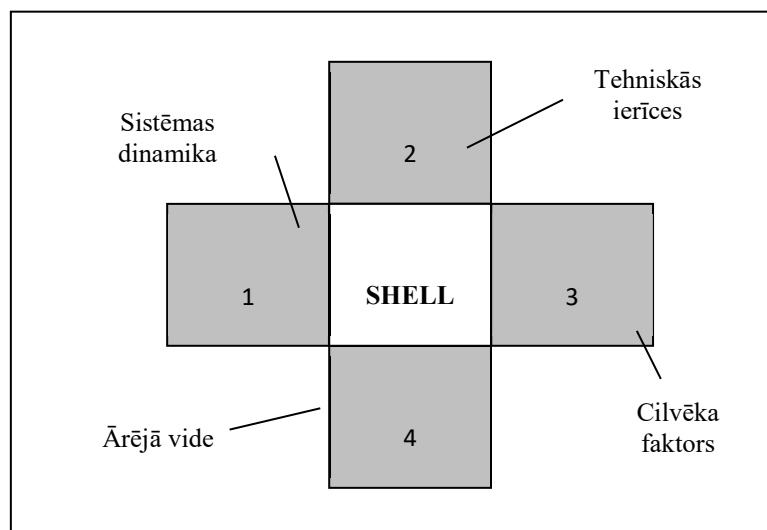 Tehniskās
ierīces
Sistēmas
dinamika
2
1
SHELL
3
Ārējā vide
4
Cilvēka
faktors